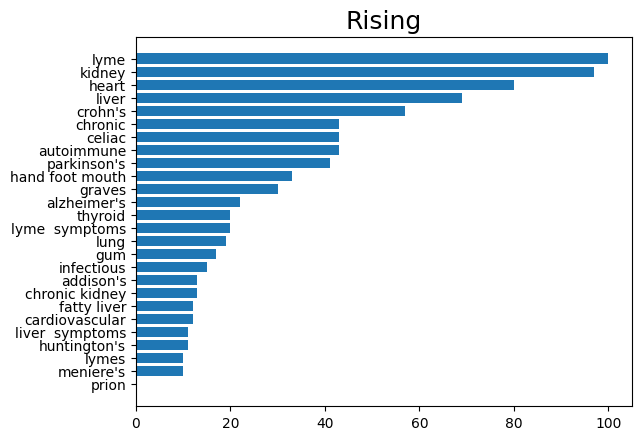 Rising
lyme
kidney
heart
liver
crohn's
chronic
celiac
autoimmune
parkinson's
hand foot mouth
graves
alzheimer's
thyroid
lyme  symptoms
lung
gum
infectious
addison's
chronic kidney
fatty liver
cardiovascular
liver  symptoms
huntington's
lymes
meniere's
prion
0 20 40 60 80 100